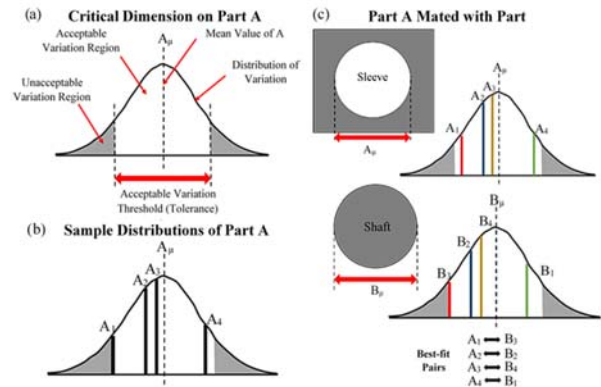 (a)
Critical Dimension on Part A
Acceptable
Variation Region
Aμ
Mean Value of A
Distribution of
Variation
Unacceptable
Variation Region
Acceptable Variation
Threshold (Tolerance)
(b)
Sample Distributions of Part A
Aμ
A1
A2
A3
A4
(c)
Part A Mated with Part
Sleeve
Aμ
Aμ
A1
A2
A3
A4
Shaft
Bμ
Bμ
B3
B2
B4
B1
Best-fit
Pairs
A1 ↔ B3
A2 ↔ B2
A3 ↔ B4
A4 ↔ B1